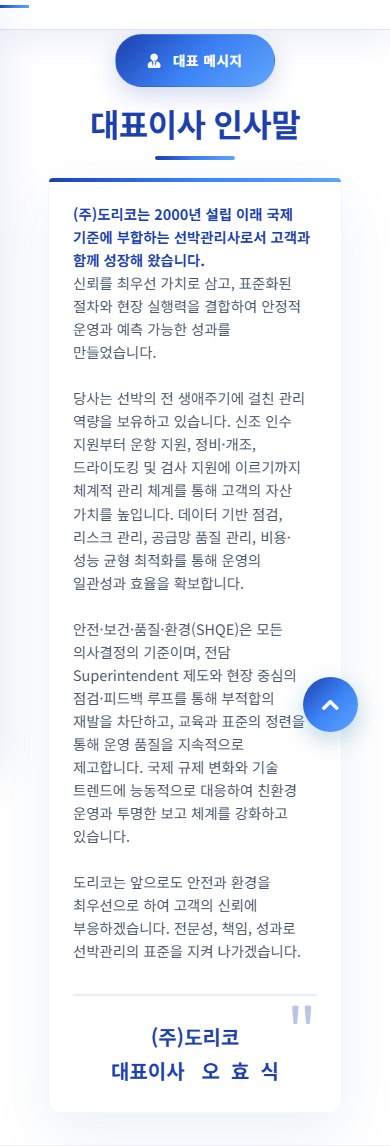 대표 메시지
대표이사 인사말
(주)도리코는 2000년 설립 이래 국제
기준에 부합하는 선박관리사로서 고객과
함께 성장해 왔습니다.
신뢰를 최우선 가치로 삼고, 표준화된
절차와 현장 실행력을 결합하여 안정적
운영과 예측 가능한 성과를
만들었습니다.
당사는 선박의 전 생애주기에 걸친 관리
역량을 보유하고 있습니다. 신조 인수
지원부터 운항 지원, 정비·개조,
드라이도킹 및 검사 지원에 이르기까지
체계적 관리 체계를 통해 고객의 자산
가치를 높입니다. 데이터 기반 점검,
리스크 관리, 공급망 품질 관리, 비용·
성능 균형 최적화를 통해 운영의
일관성과 효율을 확보합니다.
안전·보건·품질·환경(SHQE)은 모든
의사결정의 기준이며, 전담
Superintendent 제도와 현장 중심의
점검·피드백 루프를 통해 부적합의
재발을 차단하고, 교육과 표준의 정련을
통해 운영 품질을 지속적으로
제고합니다. 국제 규제 변화와 기술
트렌드에 능동적으로 대응하여 친환경
운영과 투명한 보고 체계를 강화하고
있습니다.
도리코는 앞으로도 안전과 환경을
최우선으로 하여 고객의 신뢰에
부응하겠습니다. 전문성, 책임, 성과로
선박관리의 표준을 지켜 나가겠습니다.
"
(주)도리코
대표이사 오 효 식